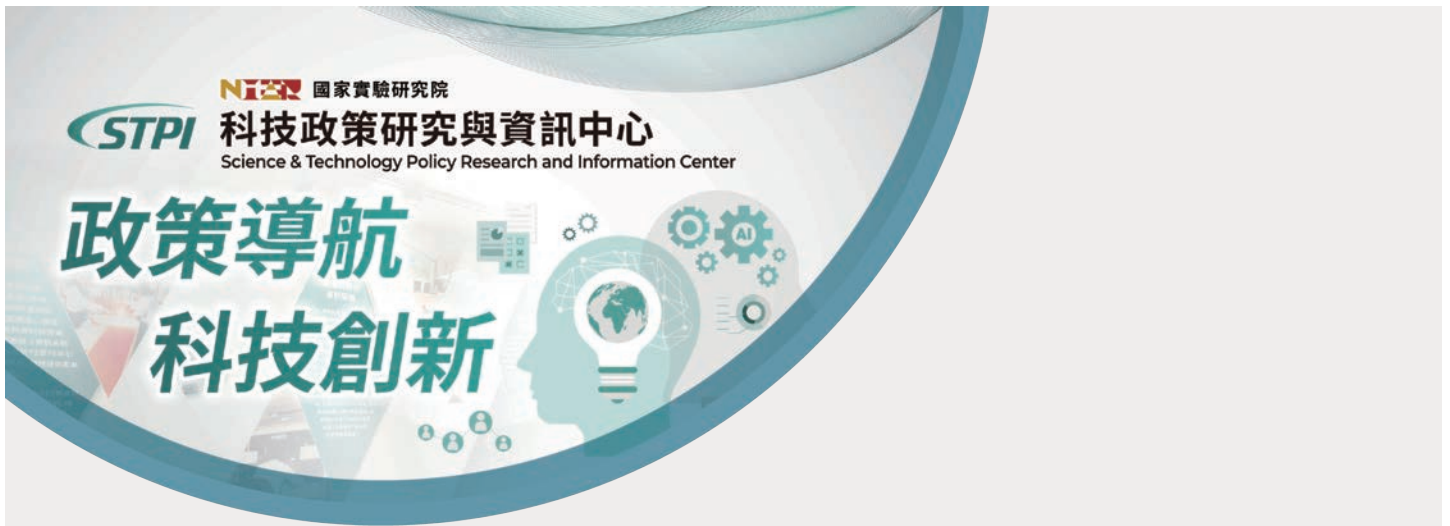 NIAR 國家實驗研究院
STPI 科技政策研究與資訊中心
Science & Technology Policy Research and Information Center
政策導航
AI
科技創新